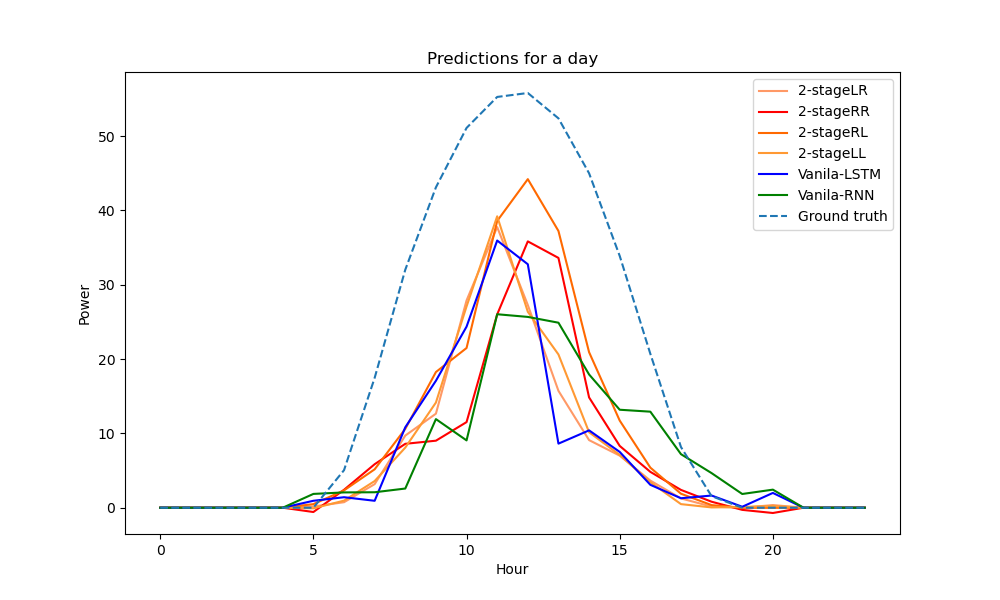 Predictions for a day
2-stageLR
2-stageRR
2-stageRL
2-stageLL
Vanila-LSTM
Vanila-RNN
Ground truth
Power
50
40
30
20
10
0
0 5 10 15 20
Hour